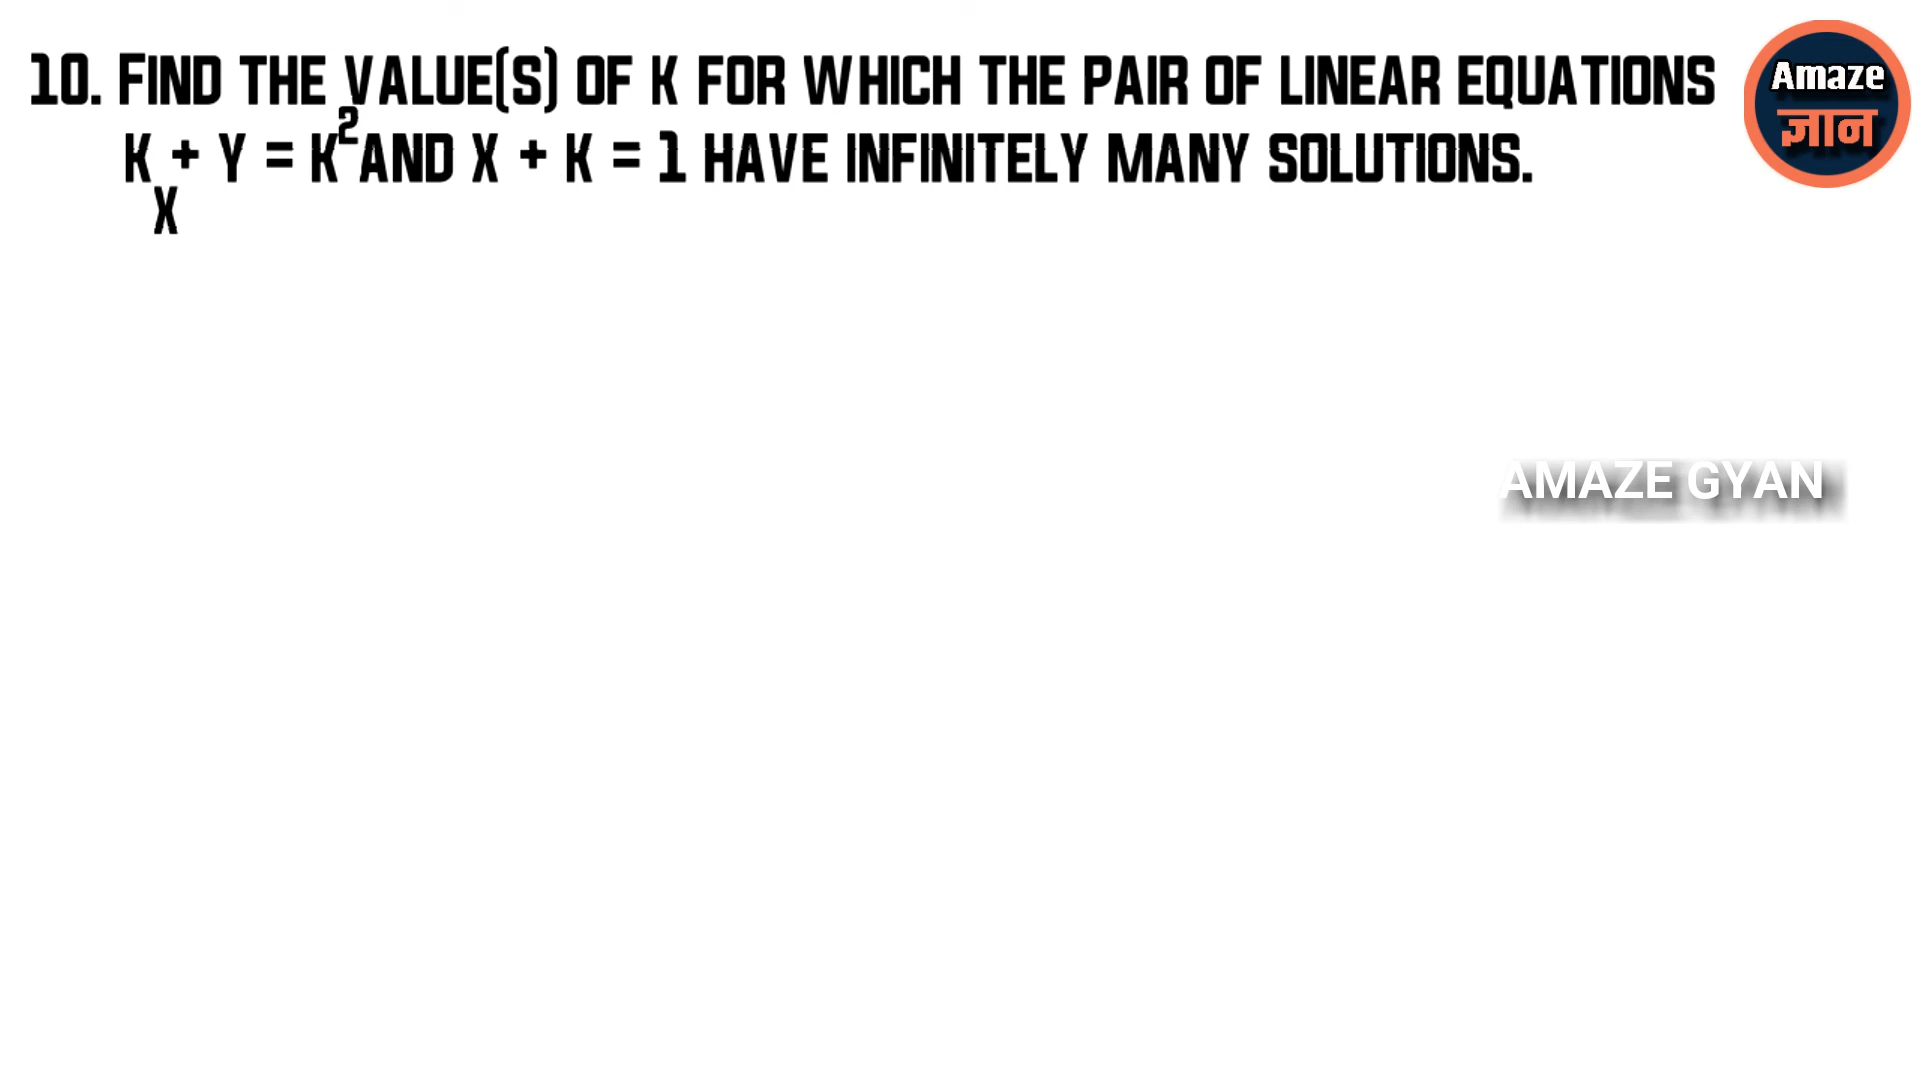 10. FIND THE VALUE(S) OF K FOR WHICH THE PAIR OF LINEAR EQUATIONS
K + Y = K² AND X + K = 1 HAVE INFINITELY MANY SOLUTIONS.
X
Amaze
ज्ञान
AMAZE GYAN